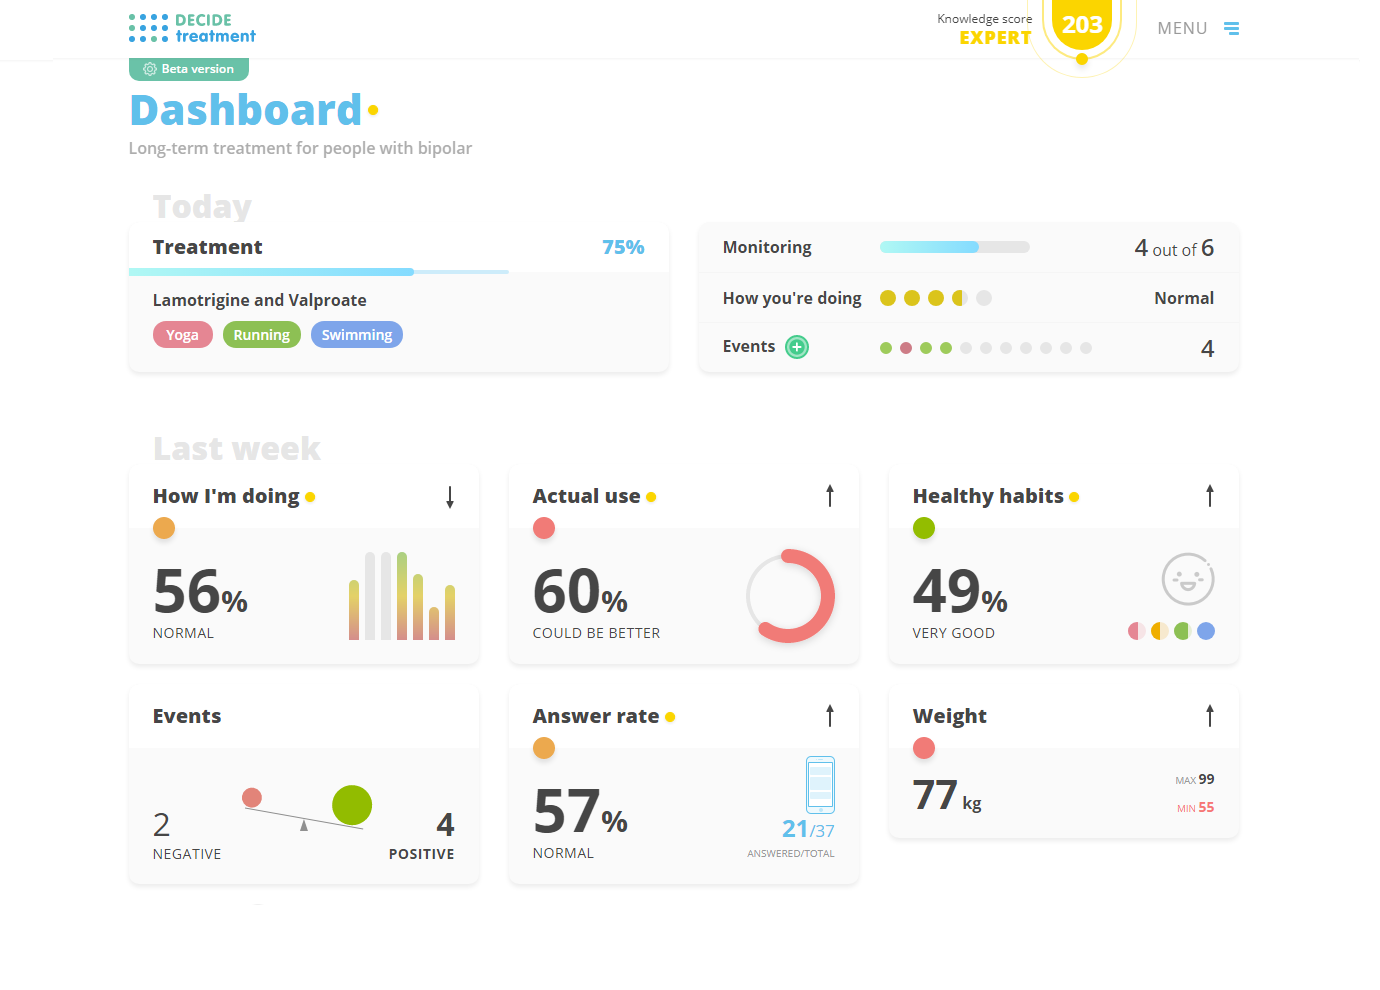 DECIDE
treatment
Knowledge score
EXPERT
203
MENU
Beta version
Dashboard
Long-term treatment for people with bipolar
Today
Treatment
75%
Lamotrigine and Valproate
Yoga
Running
Swimming
Monitoring
4 out of 6
How you're doing
Normal
Events
4
Last week
How I'm doing
56%
NORMAL
Actual use
60%
COULD BE BETTER
Healthy habits
49%
VERY GOOD
Events
2
NEGATIVE
4
POSITIVE
Answer rate
57%
NORMAL
21/37
ANSWERED/TOTAL
Weight
77 kg
MAX 99
MIN 55